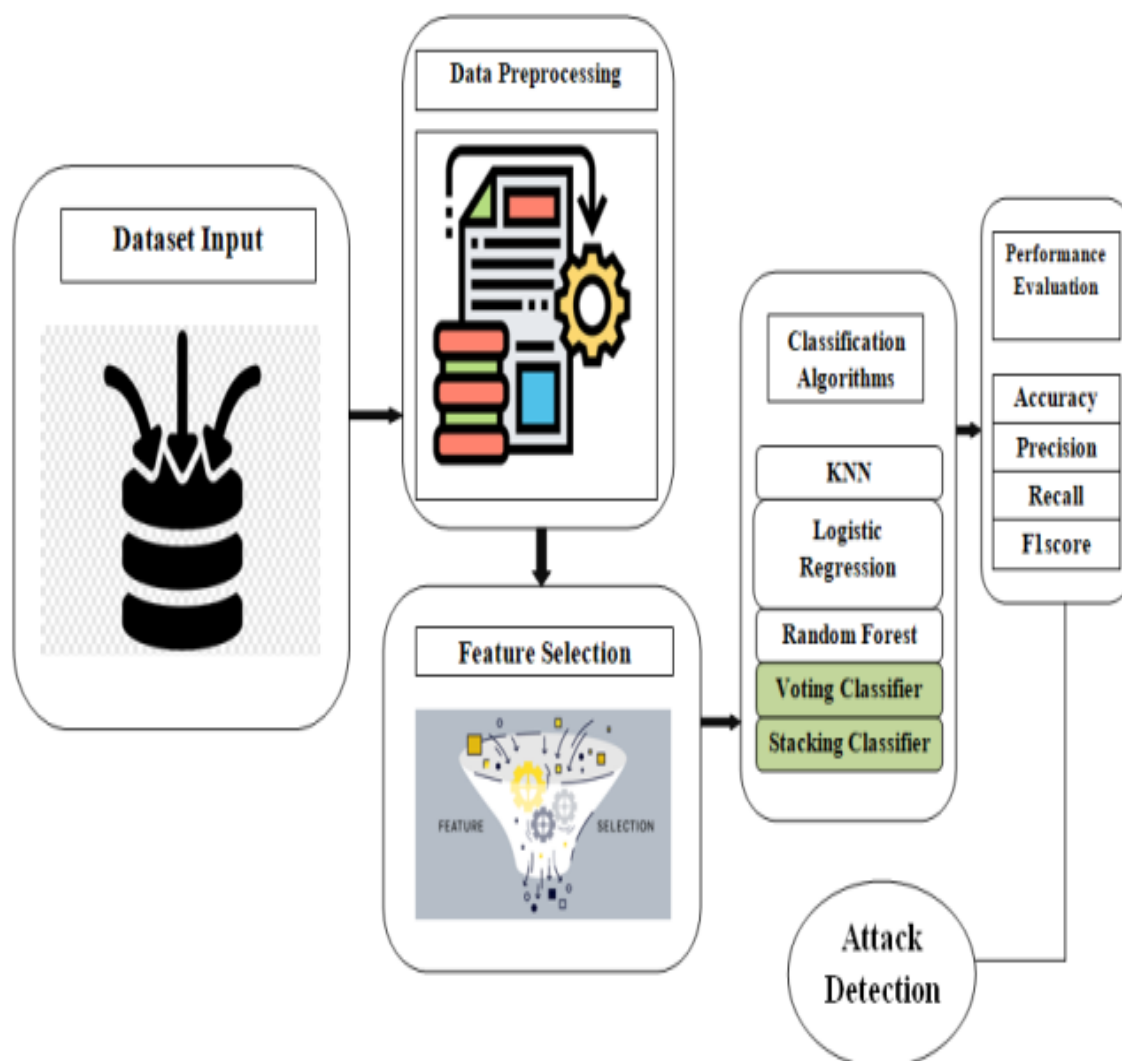 Dataset Input
Data Preprocessing
Feature Selection
FEATURE
SELECTION
Classification
Algorithms
KNN
Logistic
Regression
Random Forest
Voting Classifier
Stacking Classifier
Performance
Evaluation
Accuracy
Precision
Recall
F1score
Attack
Detection